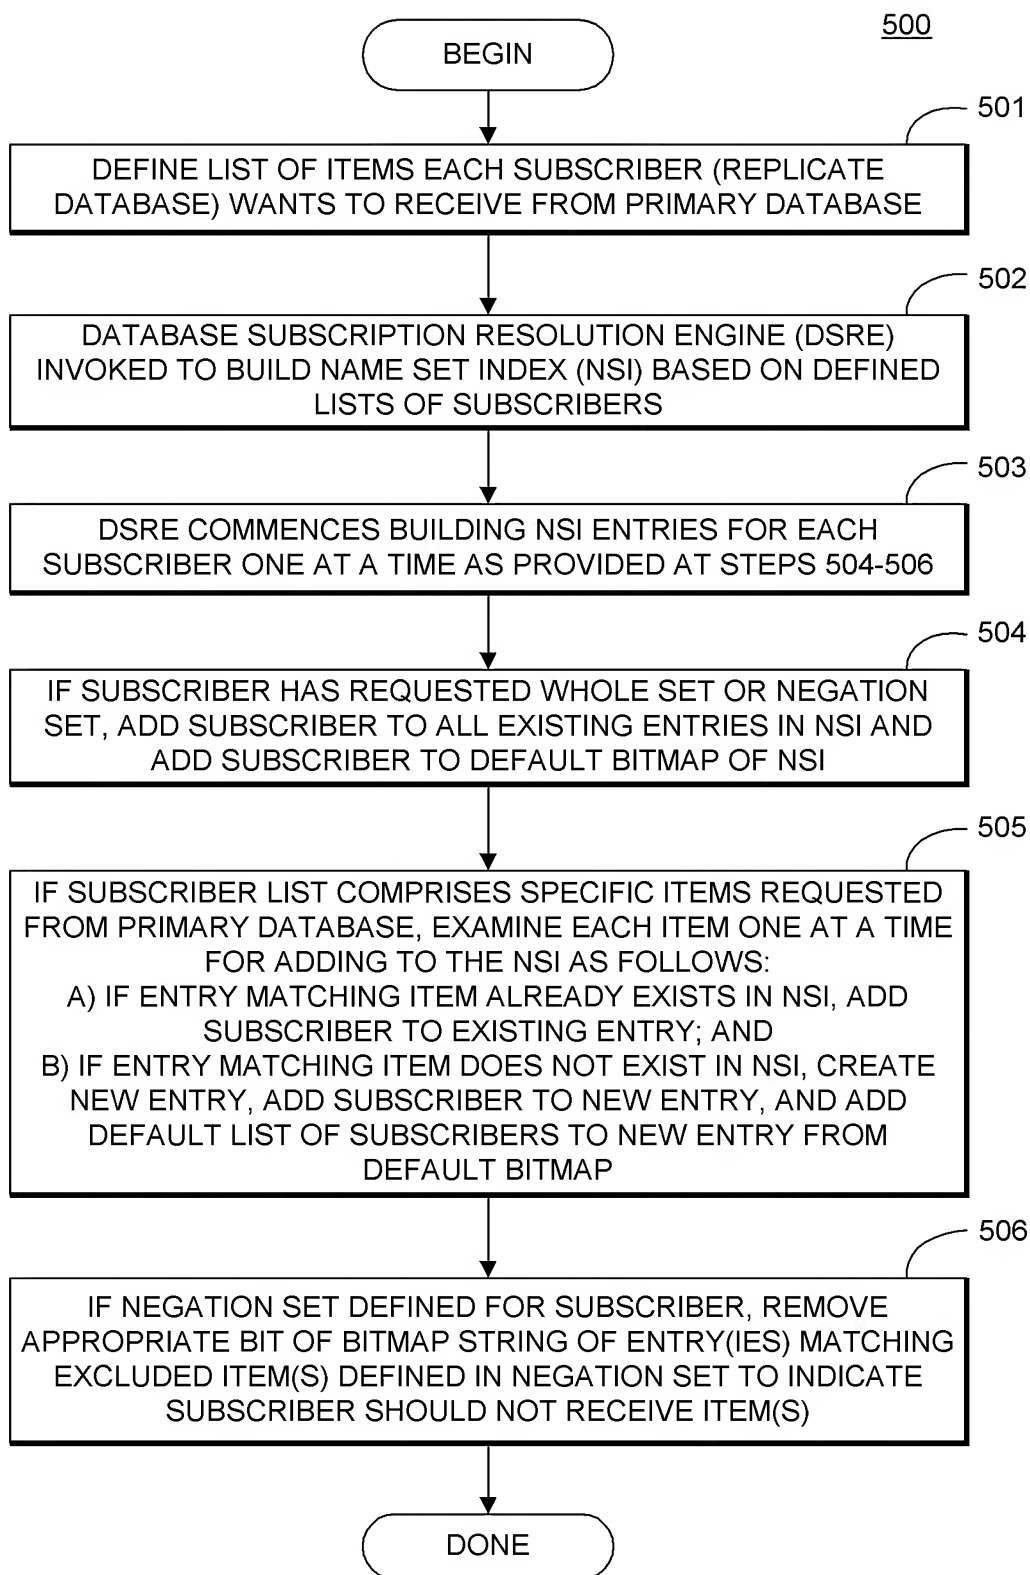 500
BEGIN
501
DEFINE LIST OF ITEMS EACH SUBSCRIBER (REPLICATE
DATABASE) WANTS TO RECEIVE FROM PRIMARY DATABASE
502
DATABASE SUBSCRIPTION RESOLUTION ENGINE (DSRE)
INVOKED TO BUILD NAME SET INDEX (NSI) BASED ON DEFINED
LISTS OF SUBSCRIBERS
503
DSRE COMMENCES BUILDING NSI ENTRIES FOR EACH
SUBSCRIBER ONE AT A TIME AS PROVIDED AT STEPS 504-506
504
IF SUBSCRIBER HAS REQUESTED WHOLE SET OR NEGATION
SET, ADD SUBSCRIBER TO ALL EXISTING ENTRIES IN NSI AND
ADD SUBSCRIBER TO DEFAULT BITMAP OF NSI
505
IF SUBSCRIBER LIST COMPRISES SPECIFIC ITEMS REQUESTED
FROM PRIMARY DATABASE, EXAMINE EACH ITEM ONE AT A TIME
FOR ADDING TO THE NSI AS FOLLOWS:
A) IF ENTRY MATCHING ITEM ALREADY EXISTS IN NSI, ADD
SUBSCRIBER TO EXISTING ENTRY; AND
B) IF ENTRY MATCHING ITEM DOES NOT EXIST IN NSI, CREATE
NEW ENTRY, ADD SUBSCRIBER TO NEW ENTRY, AND ADD
DEFAULT LIST OF SUBSCRIBERS TO NEW ENTRY FROM
DEFAULT BITMAP
506
IF NEGATION SET DEFINED FOR SUBSCRIBER, REMOVE
APPROPRIATE BIT OF BITMAP STRING OF ENTRY(IES) MATCHING
EXCLUDED ITEM(S) DEFINED IN NEGATION SET TO INDICATE
SUBSCRIBER SHOULD NOT RECEIVE ITEM(S)
DONE